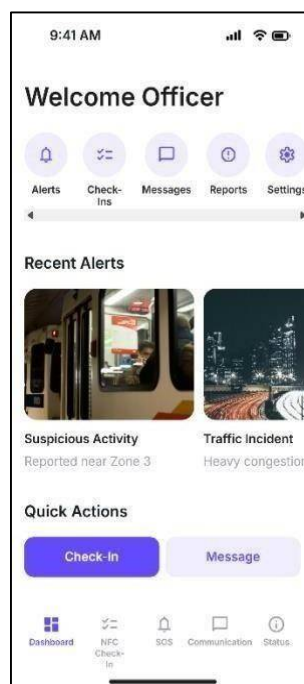 9:41 AM
Welcome Officer
Alerts
Check-
Ins
Messages
Reports
Settings
Recent Alerts
Suspicious Activity
Reported near Zone 3
Traffic Incident
Heavy congestion
Quick Actions
Check-In
Message
Dashboard
NFC
Check-
In
SOS
Communication
Status